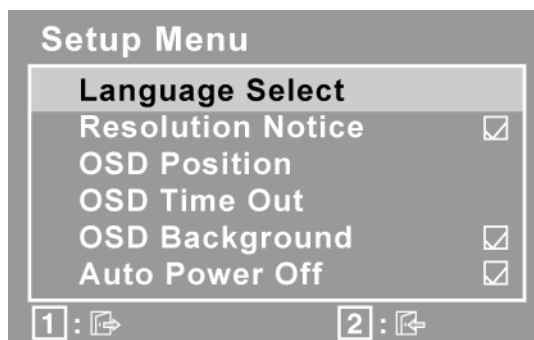 Setup Menu
Language Select
Resolution Notice
OSD Position
OSD Time Out
OSD Background
Auto Power Off
1 : 2 :